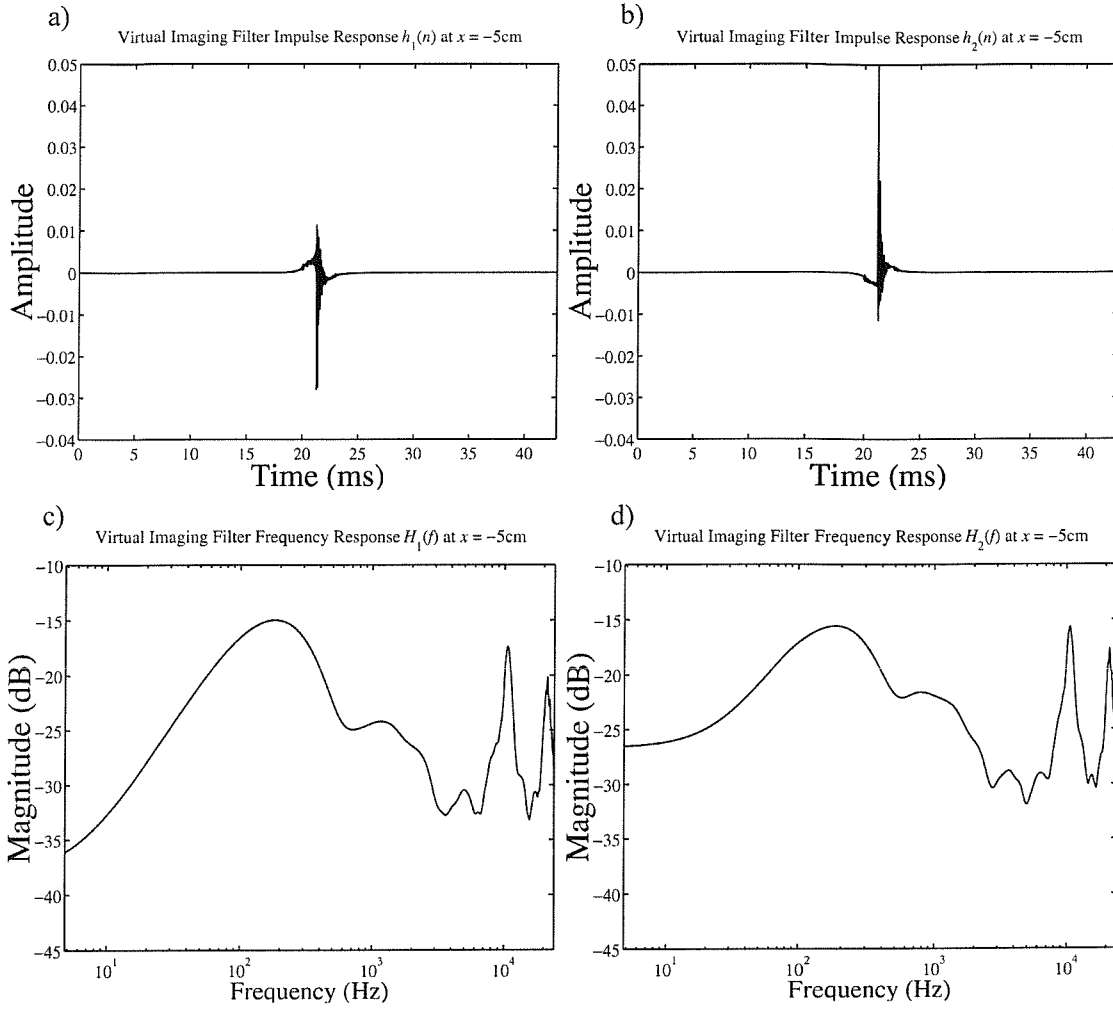 a)
Virtual Imaging Filter Impulse Response h1(n) at x = −5cm
0.05
0.04
0.03
0.02
0.01
0
−0.01
−0.02
−0.03
−0.04
Amplitude
0 5 10 15 20 25 30 35 40
Time (ms)
b)
Virtual Imaging Filter Impulse Response h2(n) at x = −5cm
0.05
0.04
0.03
0.02
0.01
0
−0.01
−0.02
−0.03
−0.04
Amplitude
0 5 10 15 20 25 30 35 40
Time (ms)
c)
Virtual Imaging Filter Frequency Response H1(f) at x = −5cm
−10
−15
−20
−25
−30
−35
−40
−45
Magnitude (dB)
10^1 10^2 10^3 10^4
Frequency (Hz)
d)
Virtual Imaging Filter Frequency Response H2(f) at x = −5cm
−10
−15
−20
−25
−30
−35
−40
−45
Magnitude (dB)
10^1 10^2 10^3 10^4
Frequency (Hz)